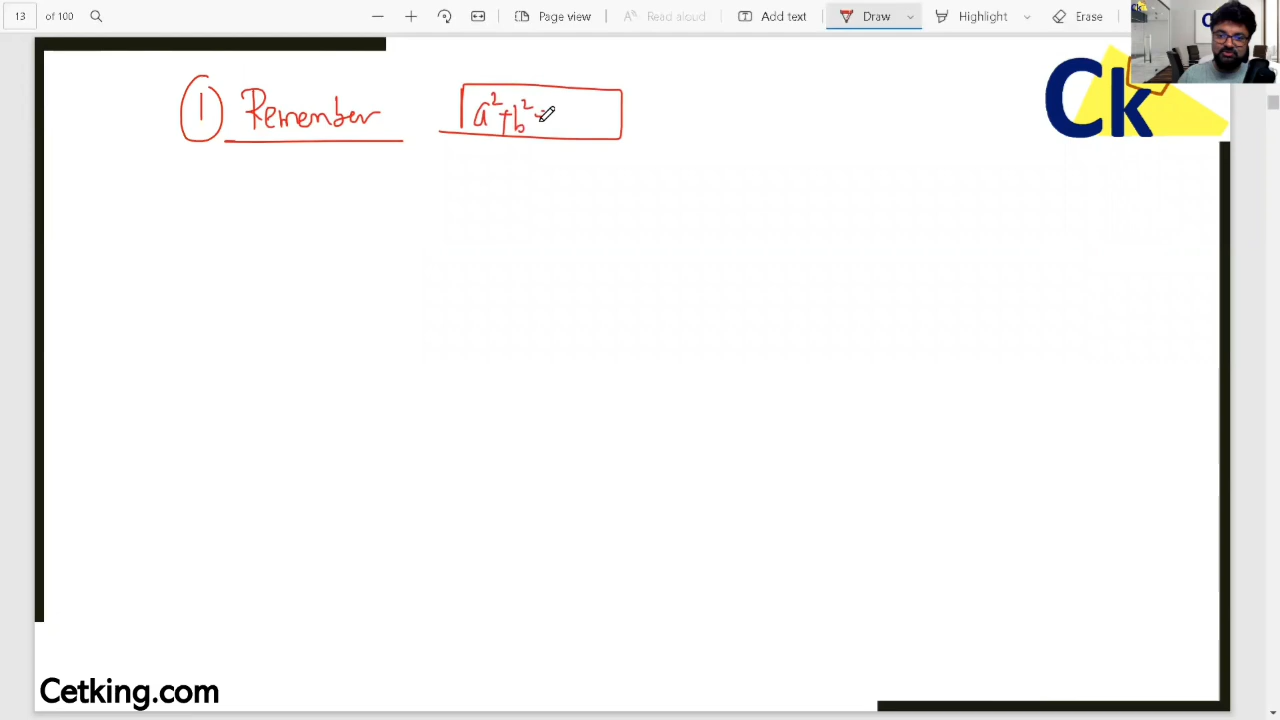 13 of 100 Page view Read aloud Add text Draw Highlight Erase
1 Remember a²+b²
Ck
Cetking.com